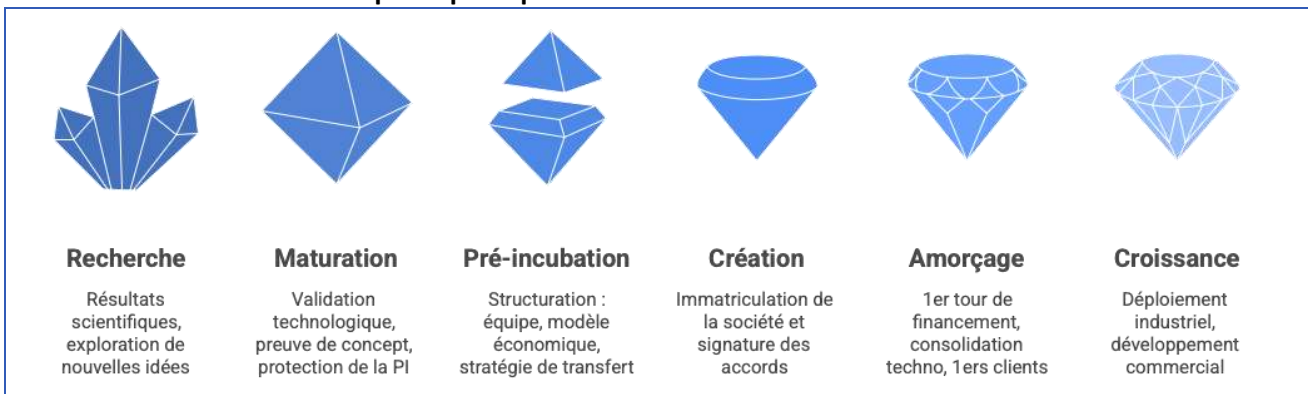 Recherche
Résultats
scientifiques,
exploration de
nouvelles idées
Maturation
Validation
technologique,
preuve de concept,
protection de la PI
Pré-incubation
Structuration :
équipe, modèle
économique,
stratégie de transfert
Création
Immatriculation de
la société et
signature des
accords
Amorçage
1er tour de
financement,
consolidation
techno, 1ers clients
Croissance
Déploiement
industriel,
développement
commercial